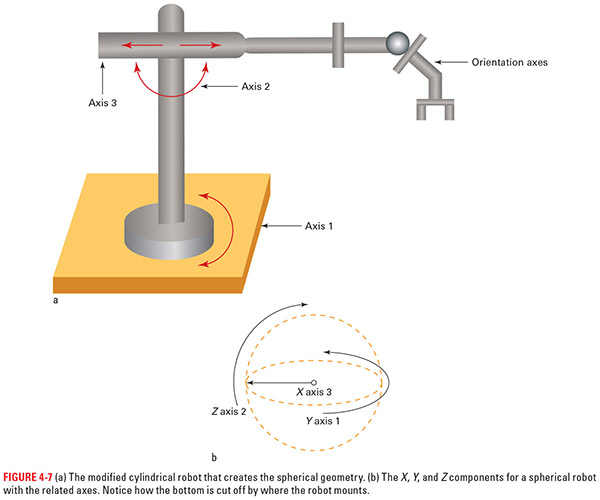 Orientation axes
Axis 2
Axis 3
Axis 1
a
X axis 3
Z axis 2
Y axis 1
b
FIGURE 4-7 (a) The modified cylindrical robot that creates the spherical geometry. (b) The X, Y, and Z components for a spherical robot
with the related axes. Notice how the bottom is cut off by where the robot mounts.